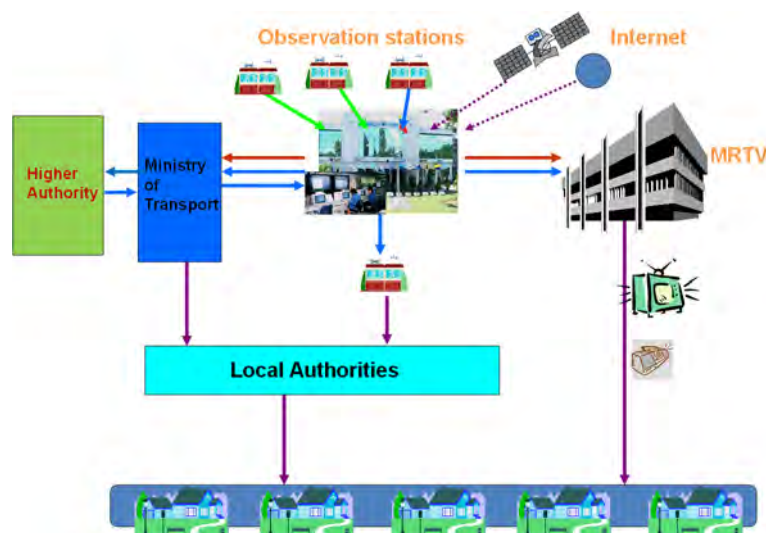 Observation stations
Internet
Higher
Authority
Ministry
of
Transport
MRTV
Local Authorities